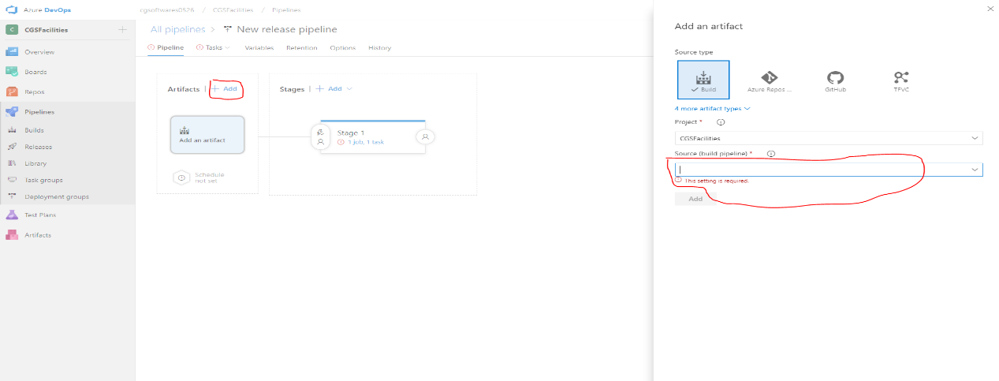 Azure DevOps
cgsoftwares0526 / CGSFacilities / Pipelines
C CGSFacilities
Overview
Boards
Repos
Pipelines
Builds
Releases
Library
Task groups
Deployment groups
Test Plans
Artifacts
All pipelines > New release pipeline
Pipeline Tasks Variables Retention Options History
Artifacts | + Add
Add an artifact
Schedule
not set
Stages | + Add
Stage 1
1 job, 1 task
Add an artifact
Source type
Build
Azure Repos ...
GitHub
TFVC
4 more artifact types
Project *
CGSFacilities
Source (build pipeline) *
This setting is required.
Add